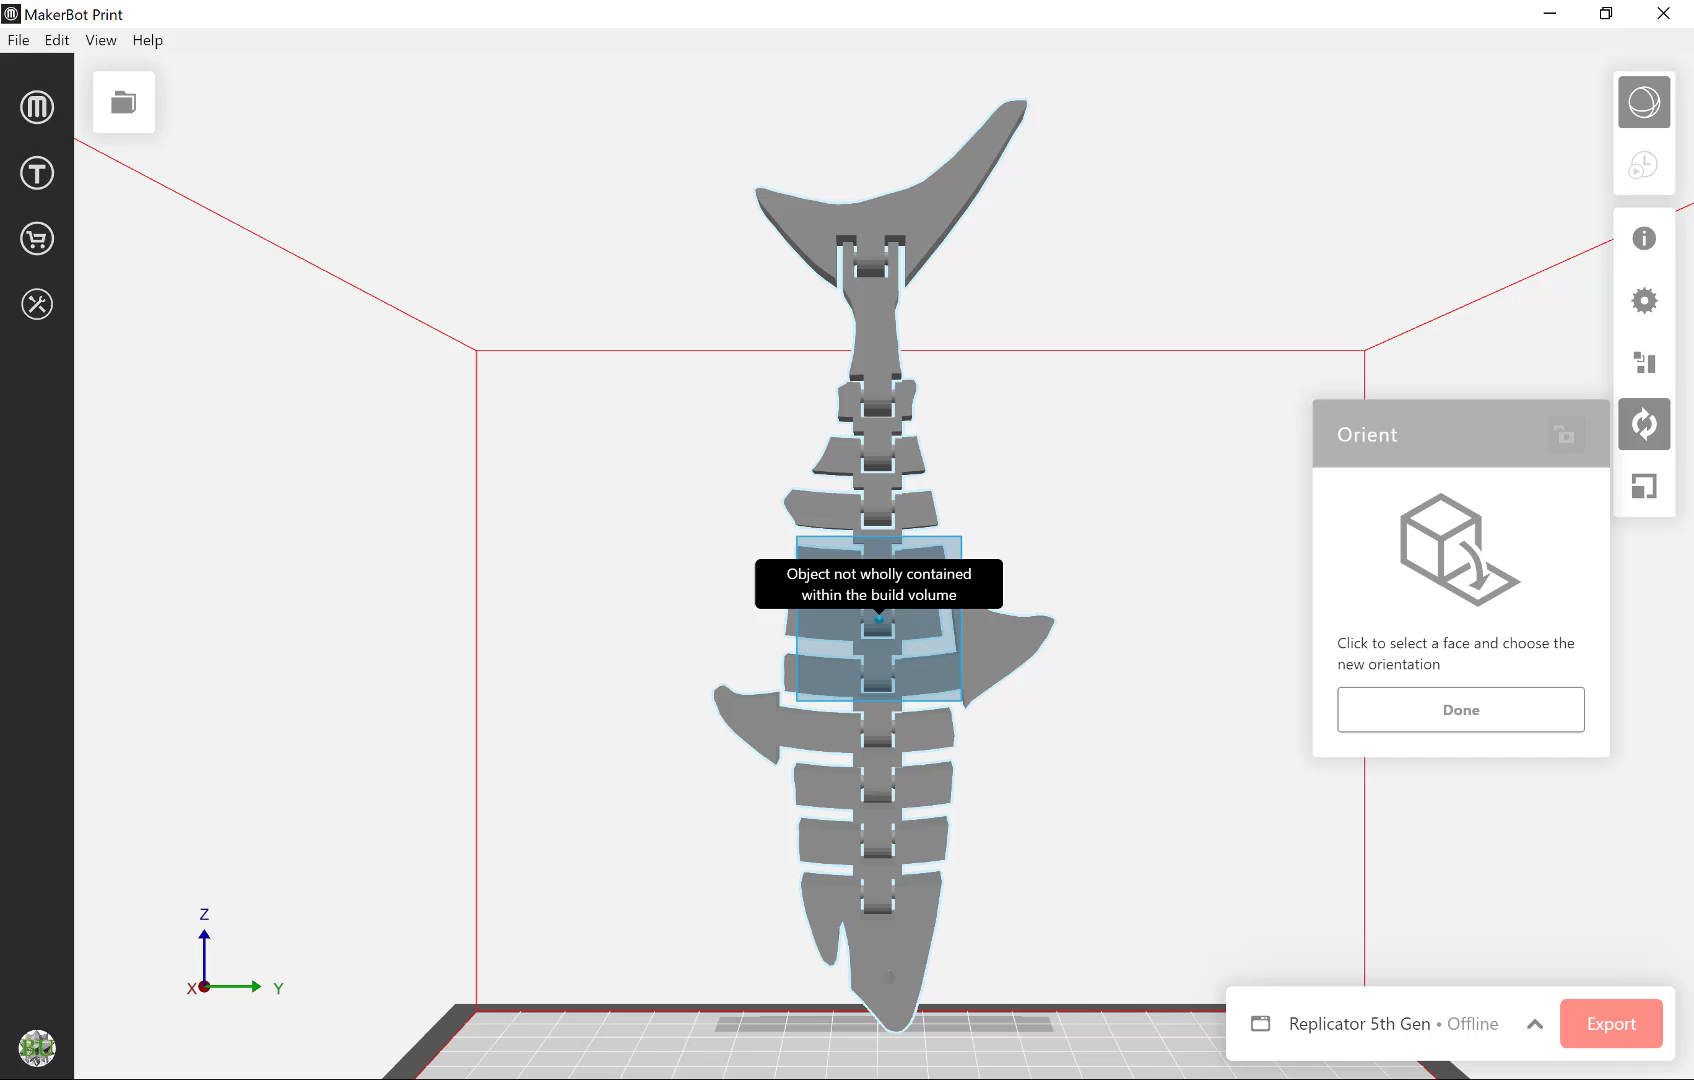 MakerBot Print
File Edit View Help
Object not wholly contained
within the build volume
Orient
Click to select a face and choose the
new orientation
Done
Z
X
Y
Replicator 5th Gen • Offline
Export